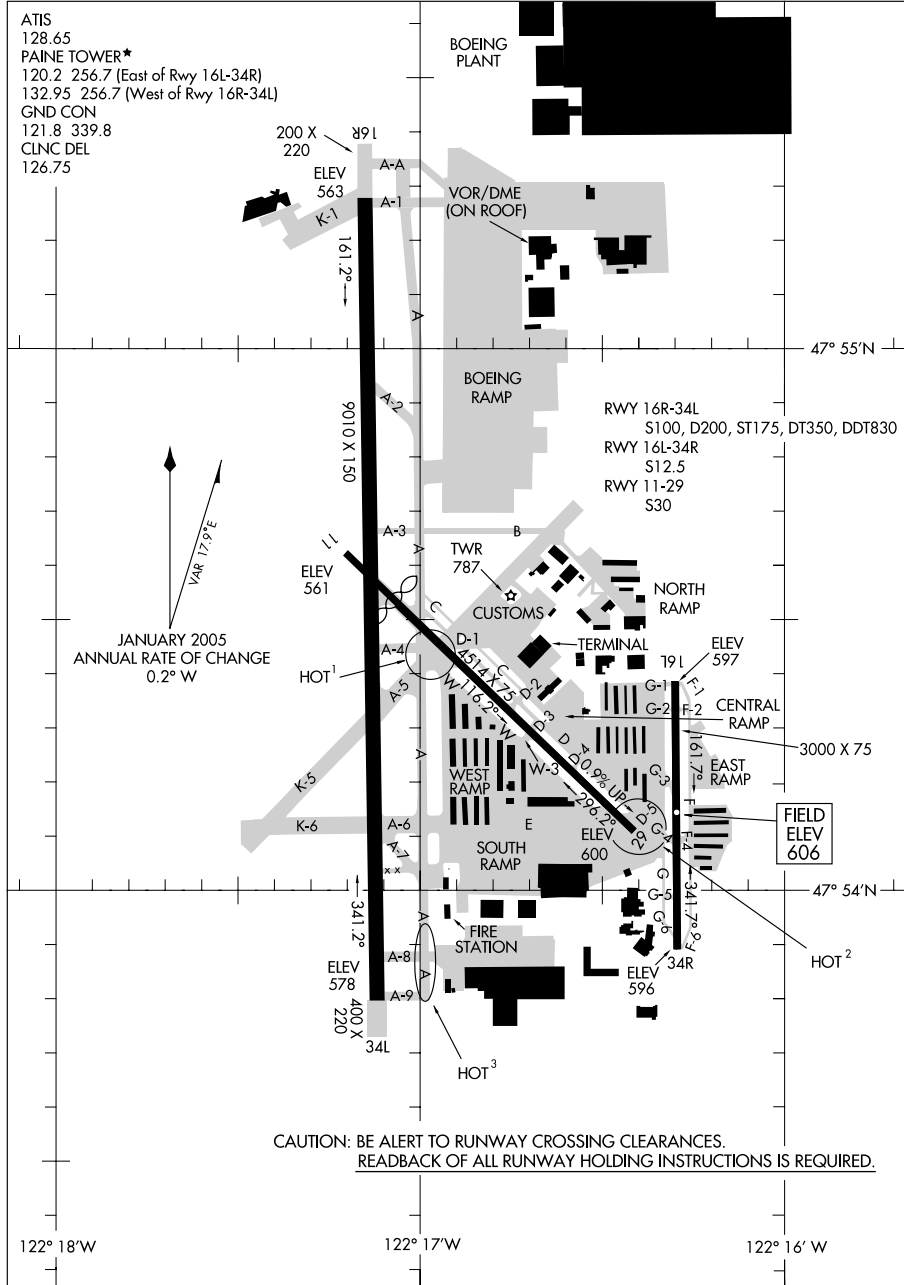 ATIS
128.65
PAINE TOWER★
120.2 256.7 (East of Rwy 16L-34R)
132.95 256.7 (West of Rwy 16R-34L)
GND CON
121.8 339.8
CLNC DEL
126.75
BOEING
PLANT
200 X
220
16R
A-A
ELEV
563
A-1
K-1
VOR/DME
(ON ROOF)
161.2°
A
47° 55'N
BOEING
RAMP
A-2
9010 X 150
RWY 16R-34L
S100, D200, ST175, DT350, DDT830
RWY 16L-34R
S12.5
RWY 11-29
S30
VAR 17.9°E
JANUARY 2005
ANNUAL RATE OF CHANGE
0.2° W
A-3
B
A
11
ELEV
561
TWR
787
CUSTOMS
NORTH
RAMP
C
D-1
TERMINAL
A-4
HOT¹
16L
ELEV
597
4514 X 75
C
D-2
G-1
F-1
A-5
116.2°
W
W
D-3
G-2
F-2
CENTRAL
RAMP
3000 X 75
A
D
D-4
161.7°
WEST
RAMP
W-3
0.9% UP
G-3
EAST
RAMP
K-5
296.2°
F
FIELD
ELEV
606
K-6
A-6
E
D-5
G-4
F-4
29
ELEV
600
A-7
SOUTH
RAMP
x x
47° 54'N
G
G-5
341.2°
341.7°
A
FIRE
STATION
G-6
F-6
A-8
34R
ELEV
578
A
ELEV
596
HOT²
A-9
400 X
220
34L
HOT³
CAUTION: BE ALERT TO RUNWAY CROSSING CLEARANCES.
READBACK OF ALL RUNWAY HOLDING INSTRUCTIONS IS REQUIRED.
122° 18'W
122° 17'W
122° 16' W